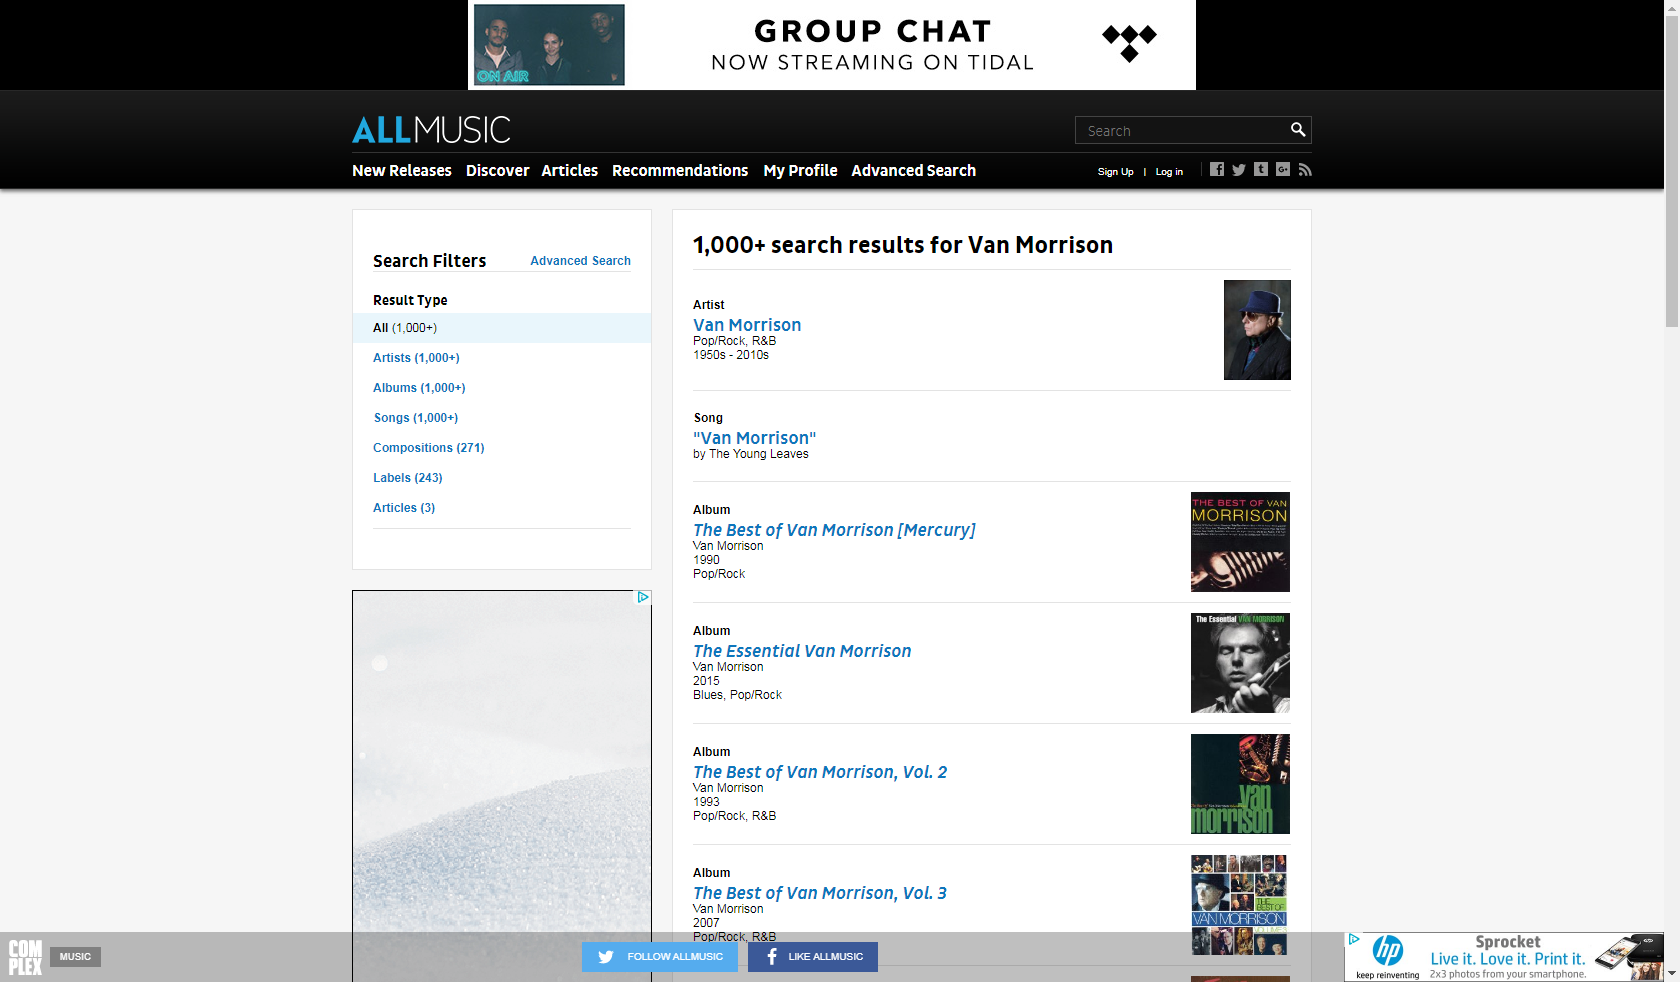 ON AIR
GROUP CHAT
NOW STREAMING ON TIDAL
ALLMUSIC
Search
New Releases Discover Articles Recommendations My Profile Advanced Search
Sign Up | Log in
Search Filters
Advanced Search
Result Type
All (1,000+)
Artists (1,000+)
Albums (1,000+)
Songs (1,000+)
Compositions (271)
Labels (243)
Articles (3)
1,000+ search results for Van Morrison
Artist
Van Morrison
Pop/Rock, R&B
1950s - 2010s
Song
"Van Morrison"
by The Young Leaves
Album
The Best of Van Morrison [Mercury]
Van Morrison
1990
Pop/Rock
THE BEST OF VAN
MORRISON
Album
The Essential Van Morrison
Van Morrison
2015
Blues, Pop/Rock
The Essential VAN MORRISON
Album
The Best of Van Morrison, Vol. 2
Van Morrison
1993
Pop/Rock, R&B
van
morrison
Album
The Best of Van Morrison, Vol. 3
Van Morrison
2007
Pop/Rock, R&B
THE
BEST OF
VAN MORRISON
COM
PLEX
MUSIC
FOLLOW ALLMUSIC
LIKE ALLMUSIC
hp
keep reinventing
Sprocket
Live it. Love it. Print it.
2x3 photos from your smartphone.